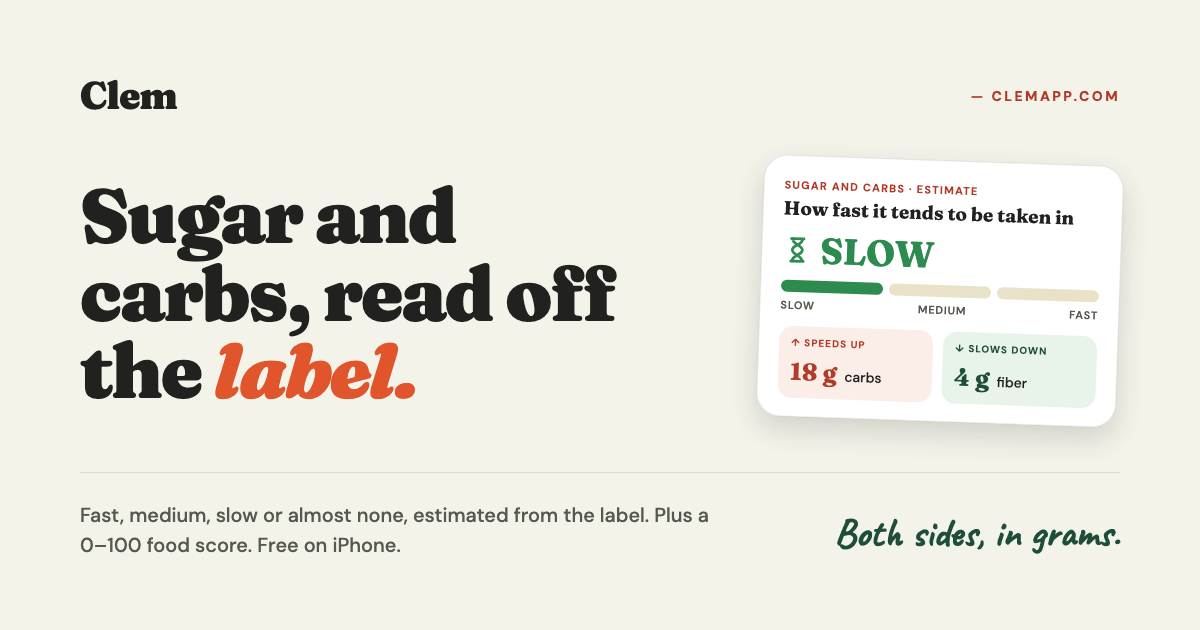 Clem
— CLEMAPP.COM
Sugar and
carbs, read off
the label.
SUGAR AND CARBS · ESTIMATE
How fast it tends to be taken in
SLOW
SLOW MEDIUM FAST
↑ SPEEDS UP
18 g carbs
↓ SLOWS DOWN
4 g fiber
Fast, medium, slow or almost none, estimated from the label. Plus a
0–100 food score. Free on iPhone.
Both sides, in grams.